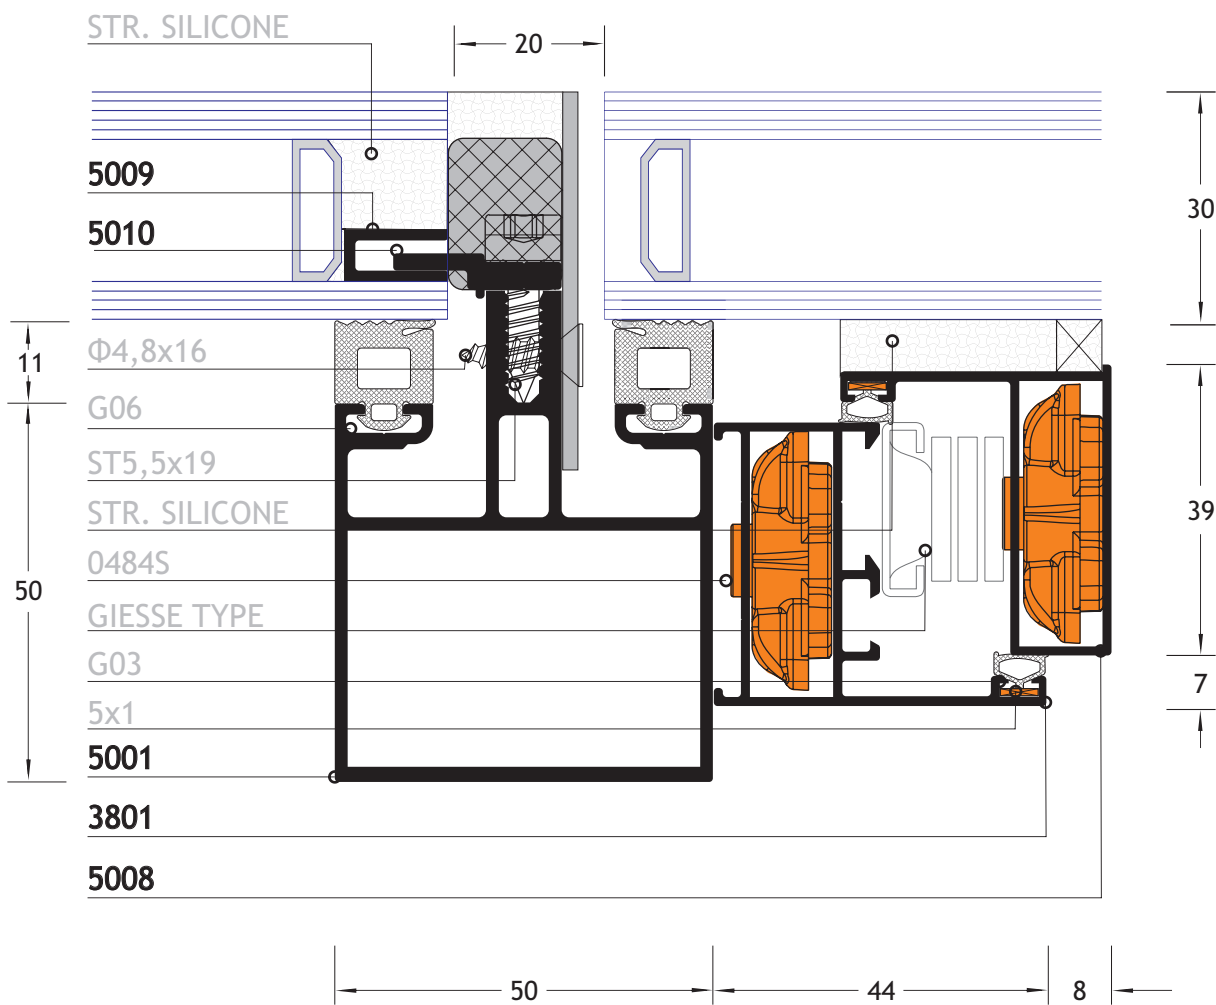 STR. SILICONE
20
5009
30
5010
11
Φ4,8x16
G06
ST5,5x19
STR. SILICONE
39
0484S
50
GIESSE TYPE
G03
7
5x1
5001
3801
5008
50
44
8